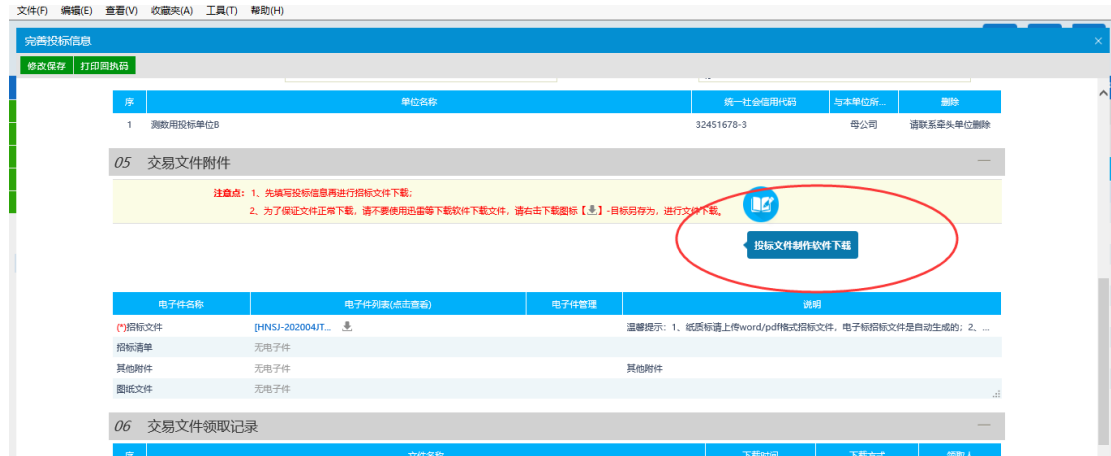 文件(F) 编辑(E) 查看(V) 收藏夹(A) 工具(T) 帮助(H)
完善投标信息 ×
修改保存 打印回执码
序 单位名称 统一社会信用代码 与本单位所... 删除
1 测数用投标单位B 32451678-3 母公司 请联系牵头单位删除
05 交易文件附件
注意点：1、先填写投标信息再进行招标文件下载；
2、为了保证文件正常下载，请不要使用迅雷等下载软件下载文件，请右击下载图标【】-目标另存为，进行文件下载。
投标文件制作软件下载
电子件名称 电子件列表(点击查看) 电子件管理 说明
(*)招标文件 [HNSJ-202004JT... 温馨提示：1、纸质标请上传word/pdf格式招标文件，电子标招标文件是自动生成的；2、...
招标清单 无电子件
其他附件 无电子件 其他附件
图纸文件 无电子件
06 交易文件领取记录
序 文件名称 下载时间 下载方式 领取人